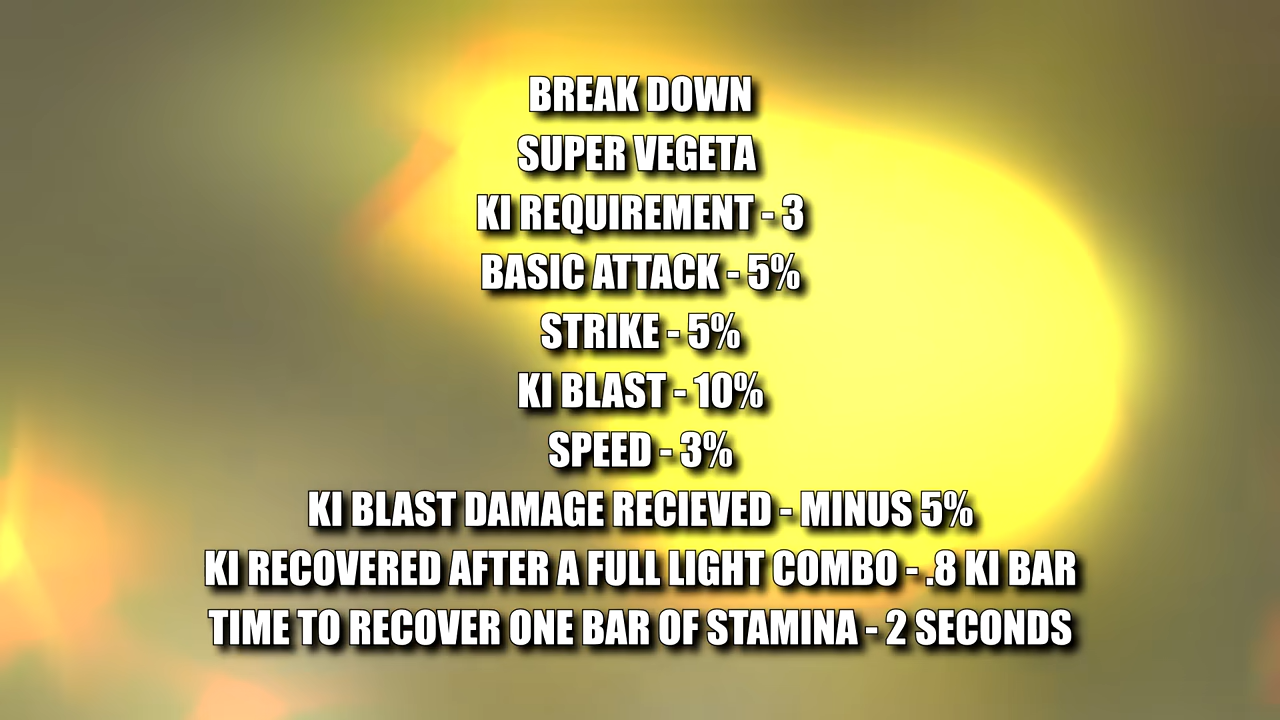 BREAK DOWN
SUPER VEGETA
KI REQUIREMENT - 3
BASIC ATTACK - 5%
STRIKE - 5%
KI BLAST - 10%
SPEED - 3%
KI BLAST DAMAGE RECIEVED - MINUS 5%
KI RECOVERED AFTER A FULL LIGHT COMBO - .8 KI BAR
TIME TO RECOVER ONE BAR OF STAMINA - 2 SECONDS